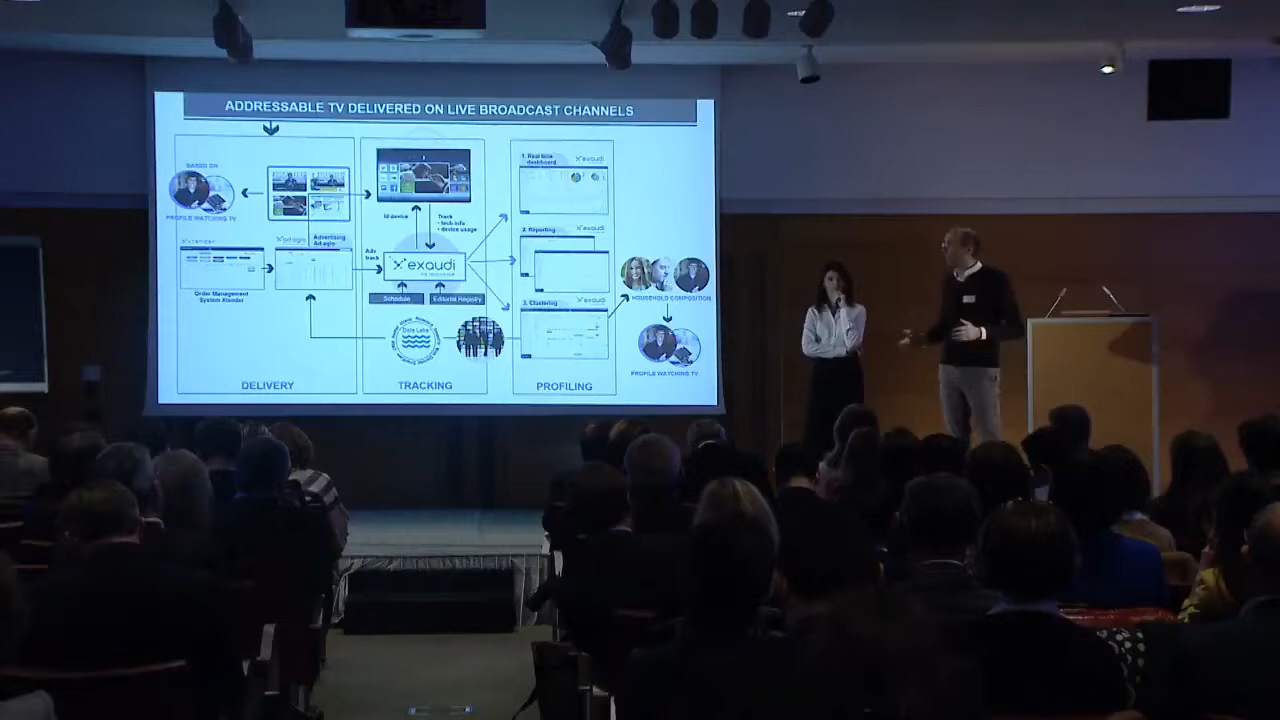 ADDRESSABLE TV DELIVERED ON LIVE BROADCAST CHANNELS
BASED ON
PROFILE WATCHING TV
Advertising
Order Management
System Xtender
DELIVERY
Id device
Track
- tech info
- device usage
Adv
track
exaudi
Schedule
Editorial Registry
Data Lake
TRACKING
1. Real time
dashboard
exaudi
2. Reporting
exaudi
3. Clustering
exaudi
PROFILING
HOUSEHOLD COMPOSITION
PROFILE WATCHING TV